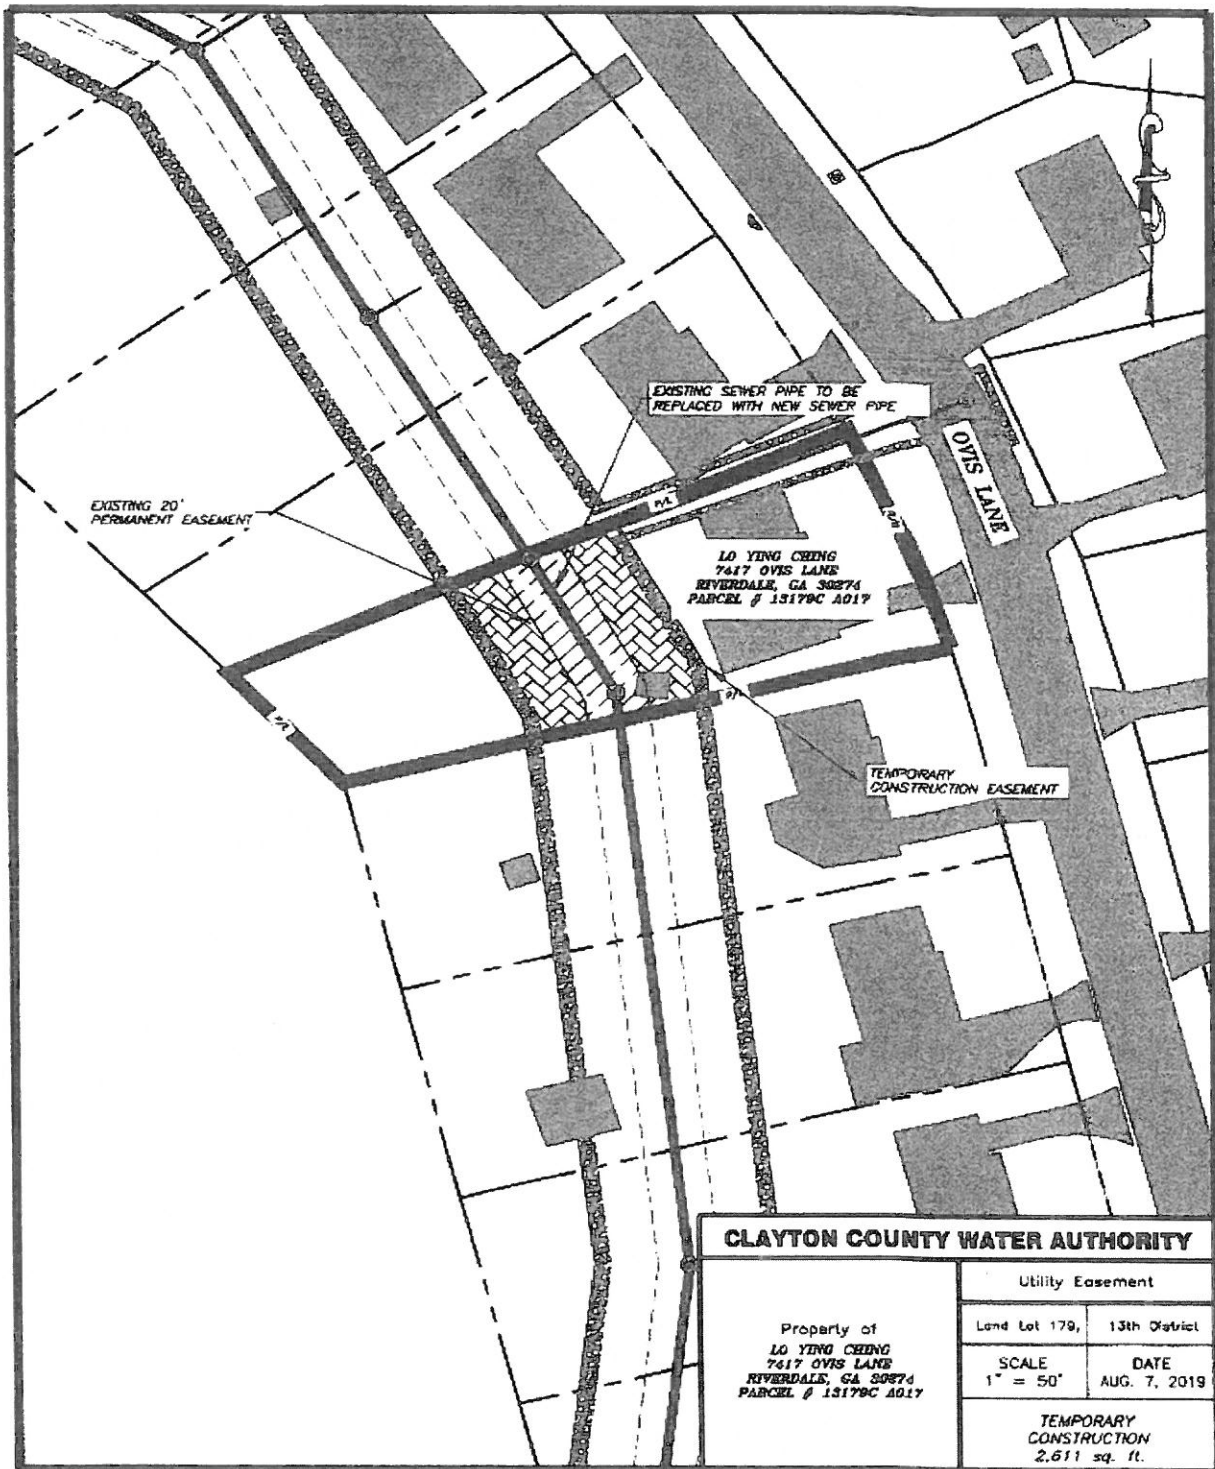 EXISTING SEWER PIPE TO BE
REPLACED WITH NEW SEWER PIPE
OVIS LANE
EXISTING 20'
PERMANENT EASEMENT
P/L
LO YING CHING
7417 OVIS LANE
RIVERDALE, GA 30274
PARCEL # 13179C A017
P/L
TEMPORARY
CONSTRUCTION EASEMENT
CLAYTON COUNTY WATER AUTHORITY
Property of
LO YING CHING
7417 OVIS LANE
RIVERDALE, GA 30274
PARCEL # 13179C A017
Utility Easement
Land Lot 179, 13th District
SCALE
1" = 50'
DATE
AUG. 7, 2019
TEMPORARY
CONSTRUCTION
2,611 sq. ft.